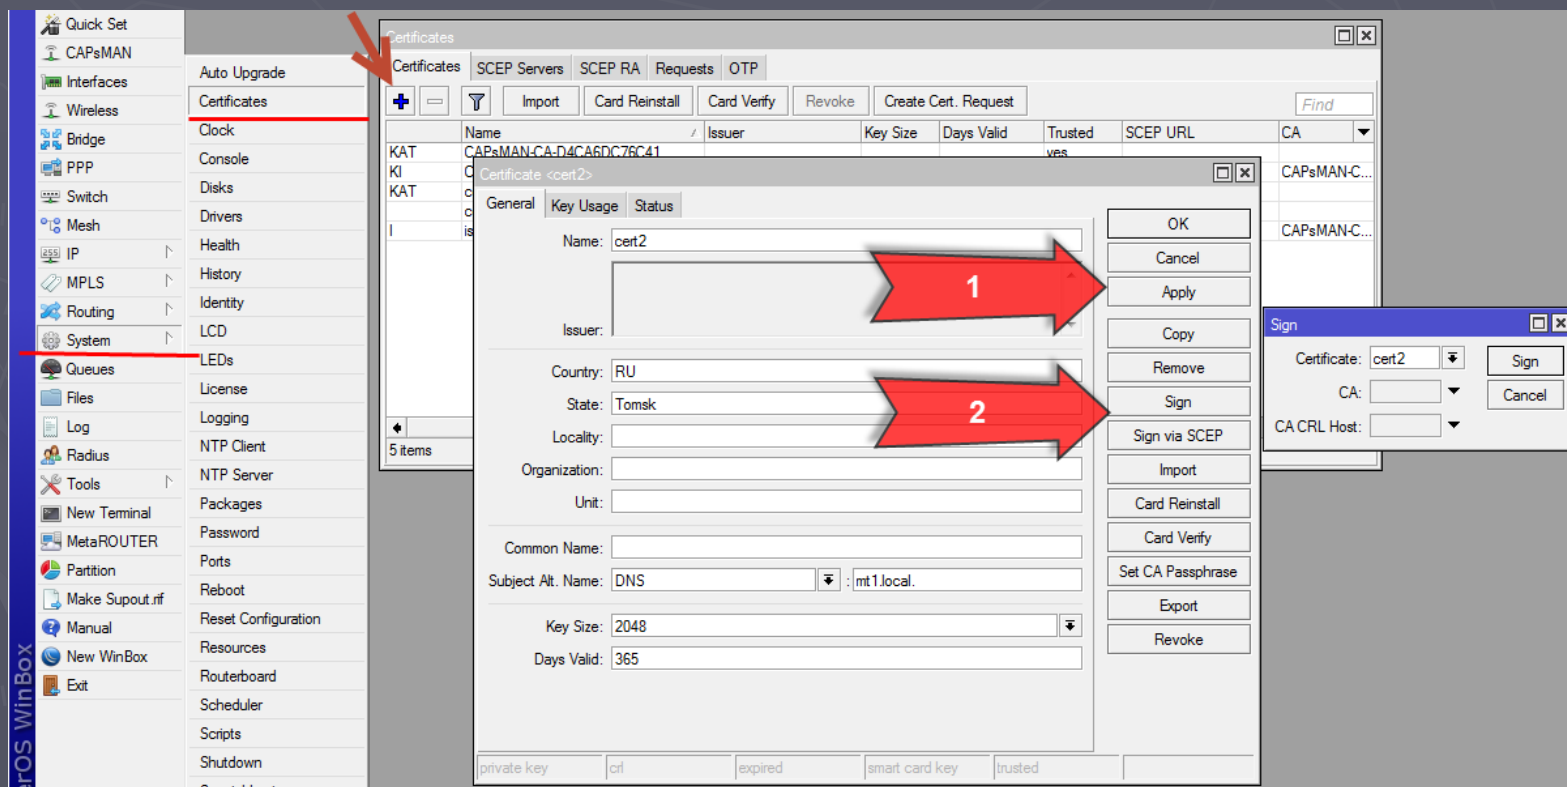 Quick Set
CAPsMAN
Interfaces
Wireless
Bridge
PPP
Switch
Mesh
IP
MPLS
Routing
System
Queues
Files
Log
Radius
Tools
New Terminal
MetaROUTER
Partition
Make Supout.rif
Manual
New WinBox
Exit
WinBox
Auto Upgrade
Certificates
Clock
Console
Disks
Drivers
Health
History
Identity
LCD
LEDs
License
Logging
NTP Client
NTP Server
Packages
Password
Ports
Reboot
Reset Configuration
Resources
Routerboard
Scheduler
Scripts
Shutdown
Certificates
Certificates SCEP Servers SCEP RA Requests OTP
Import Card Reinstall Card Verify Revoke Create Cert. Request Find
Name Issuer Key Size Days Valid Trusted SCEP URL CA
KAT CAPsMAN-CA-D4CA6DC76C41 yes
KI CAPsMAN-C...
KAT
I CAPsMAN-C...
5 items
Certificate <cert2>
General Key Usage Status
Name: cert2
Issuer:
Country: RU
State: Tomsk
Locality:
Organization:
Unit:
Common Name:
Subject Alt. Name: DNS : mt1.local.
Key Size: 2048
Days Valid: 365
private key crl expired smart card key trusted
OK
Cancel
1
Apply
Copy
Remove
2
Sign
Sign via SCEP
Import
Card Reinstall
Card Verify
Set CA Passphrase
Export
Revoke
Sign
Certificate: cert2 Sign
CA: Cancel
CA CRL Host: